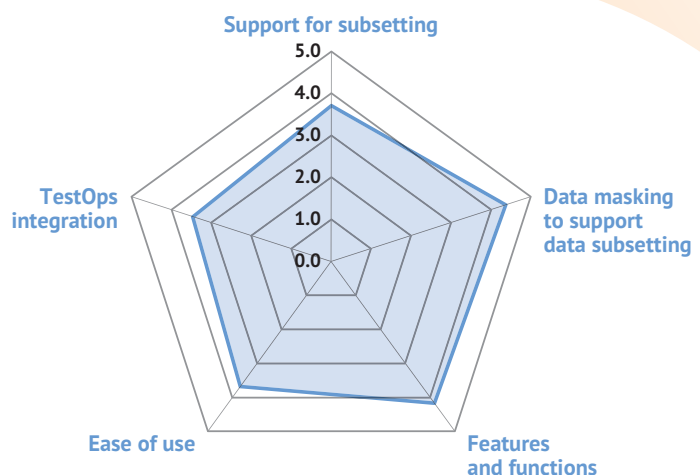 Support for subsetting
5.0
4.0
3.0
2.0
1.0
0.0
TestOps
integration
Data masking
to support
data subsetting
Ease of use
Features
and functions